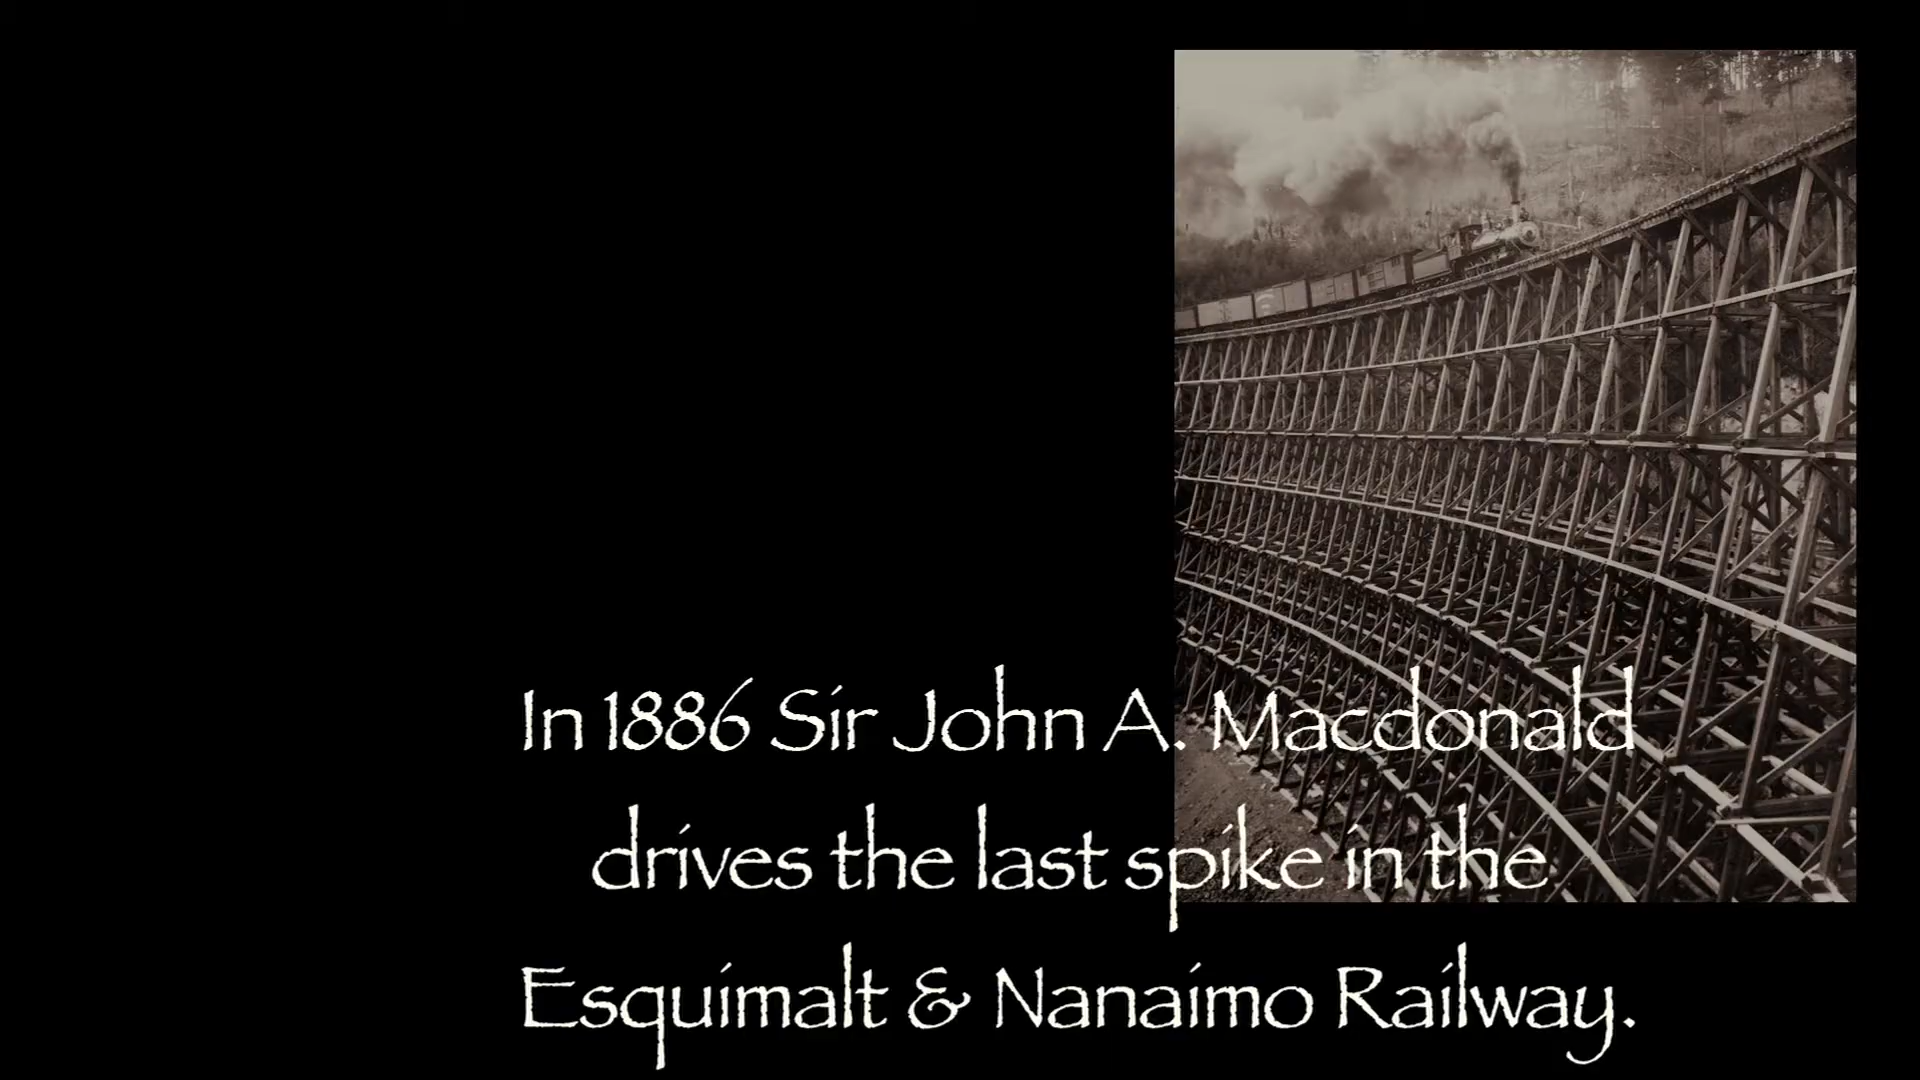 In 1886 Sir John A. Macdonald
drives the last spike in the
Esquimalt & Nanaimo Railway.